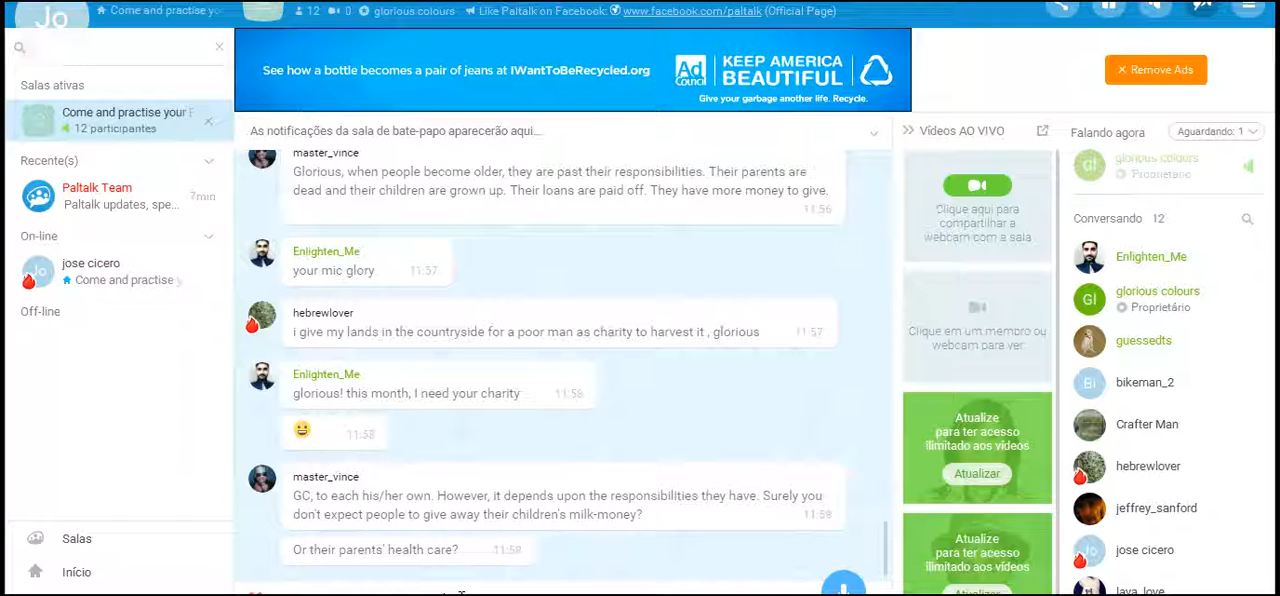 Jo
Come and practise yo
12
0
glorious colours
Like Paltalk on Facebook:
www.facebook.com/paltalk (Official Page)
Salas ativas
Come and practise your E
12 participantes
Recente(s)
Paltalk Team
Paltalk updates, spe...
7min
On-line
Jo
jose cicero
Come and practise y
Off-line
Salas
Início
See how a bottle becomes a pair of jeans at IWantToBeRecycled.org
Ad
Council
KEEP AMERICA
BEAUTIFUL
Give your garbage another life. Recycle.
× Remove Ads
As notificações da sala de bate-papo aparecerão aqui...
master_vince
Glorious, when people become older, they are past their responsibilities. Their parents are
dead and their children are grown up. Their loans are paid off. They have more money to give.
11:56
Enlighten_Me
your mic glory
11:57
hebrewlover
i give my lands in the countryside for a poor man as charity to harvest it , glorious
11:57
Enlighten_Me
glorious! this month, I need your charity
11:58
11:58
master_vince
GC, to each his/her own. However, it depends upon the responsibilities they have. Surely you
don't expect people to give away their children's milk-money?
11:58
Or their parents' health care?
11:58
Vídeos AO VIVO
Clique aqui para
compartilhar a
webcam com a sala
Clique em um membro ou
webcam para ver
Atualize
para ter acesso
ilimitado aos vídeos
Atualizar
Atualize
para ter acesso
ilimitado aos vídeos
Atualizar
Falando agora
Aguardando: 1
Gl
glorious colours
Proprietário
Conversando 12
Enlighten_Me
Gl
glorious colours
Proprietário
guessedts
Bi
bikeman_2
Crafter Man
hebrewlover
jeffrey_sanford
Jo
jose cicero
lava_love